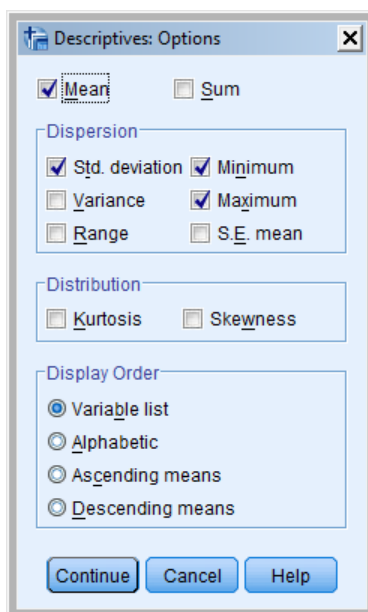 Descriptives: Options
Mean Sum
Dispersion
Std. deviation Minimum
Variance Maximum
Range S.E. mean
Distribution
Kurtosis Skewness
Display Order
Variable list
Alphabetic
Ascending means
Descending means
Continue Cancel Help